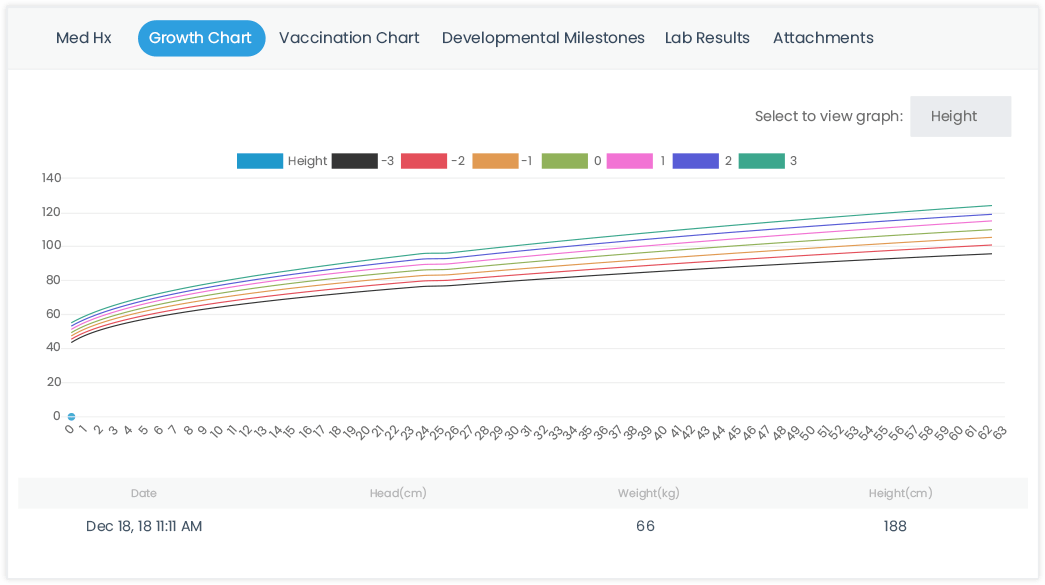 Med Hx Growth Chart Vaccination Chart Developmental Milestones Lab Results Attachments
Select to view graph: Height
Height -3 -2 -1 0 1 2 3
140
120
100
80
60
40
20
0
0 1 2 3 4 5 6 7 8 9 10 11 12 13 14 15 16 17 18 19 20 21 22 23 24 25 26 27 28 29 30 31 32 33 34 35 36 37 38 39 40 41 42 43 44 45 46 47 48 49 50 51 52 53 54 55 56 57 58 59 60 61 62 63
Date Head(cm) Weight(kg) Height(cm)
Dec 18, 18 11:11 AM 66 188